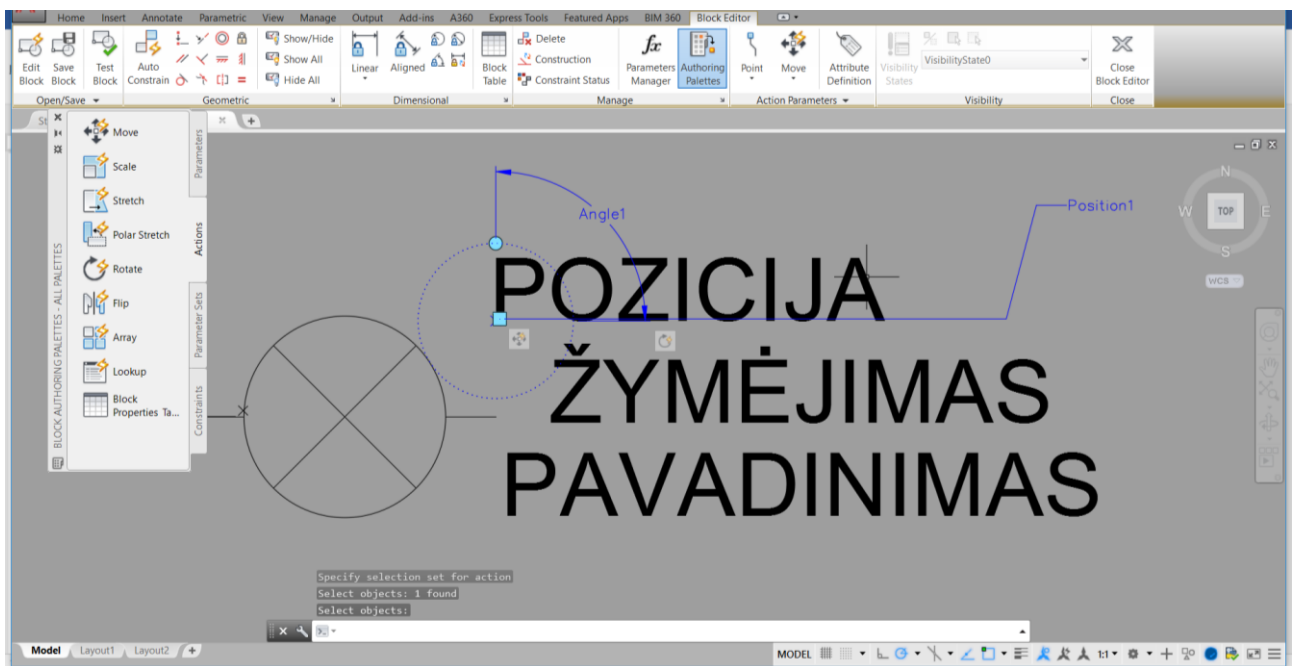 Home Insert Annotate Parametric View Manage Output Add-ins A360 Express Tools Featured Apps BIM 360 Block Editor
Edit Block
Save Block
Test Block
Auto Constrain
Show/Hide
Show All
Hide All
Linear
Aligned
Block Table
Delete
Construction
Constraint Status
Parameters Manager
Authoring Palettes
Point
Move
Attribute Definition
Visibility States
VisibilityState0
Close Block Editor
Open/Save Geometric Dimensional Manage Action Parameters Visibility Close
Move
Scale
Stretch
Polar Stretch
Rotate
Flip
Array
Lookup
Block Properties Ta...
Parameters
Actions
Parameter Sets
Constraints
BLOCK AUTHORING PALETTES - ALL PALETTES
Angle1
Position1
POZICIJA
ŽYMĖJIMAS
PAVADINIMAS
N
W TOP E
S
WCS
Specify selection set for action
Select objects: 1 found
Select objects:
Model Layout1 Layout2 +
MODEL 1:1